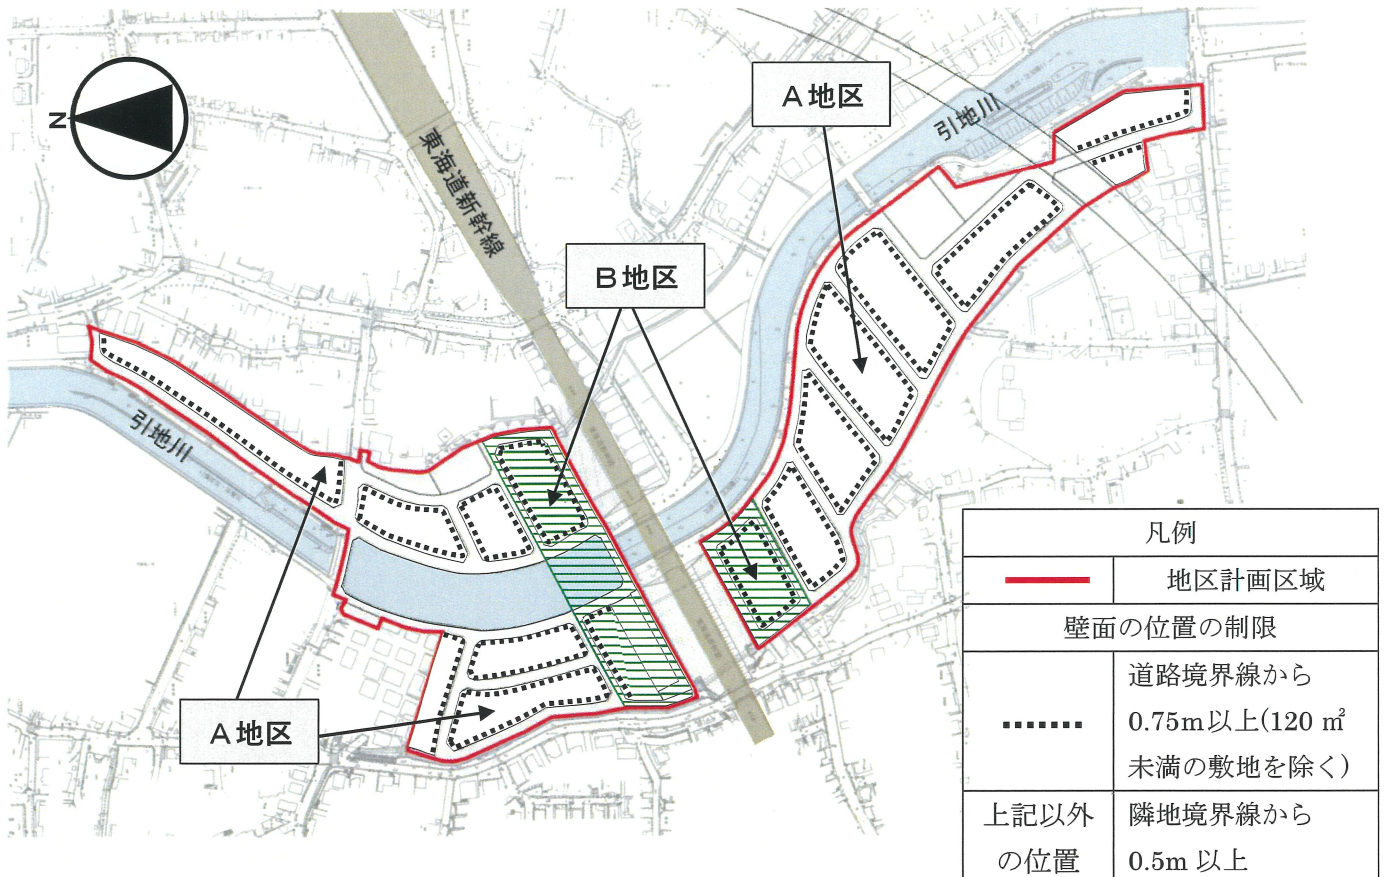 A地区
引地川
N
東海道新幹線
B地区
引地川
A地区
凡例
地区計画区域
壁面の位置の制限
道路境界線から
0.75m以上(120 ㎡
未満の敷地を除く)
上記以外
の位置
隣地境界線から
0.5m 以上